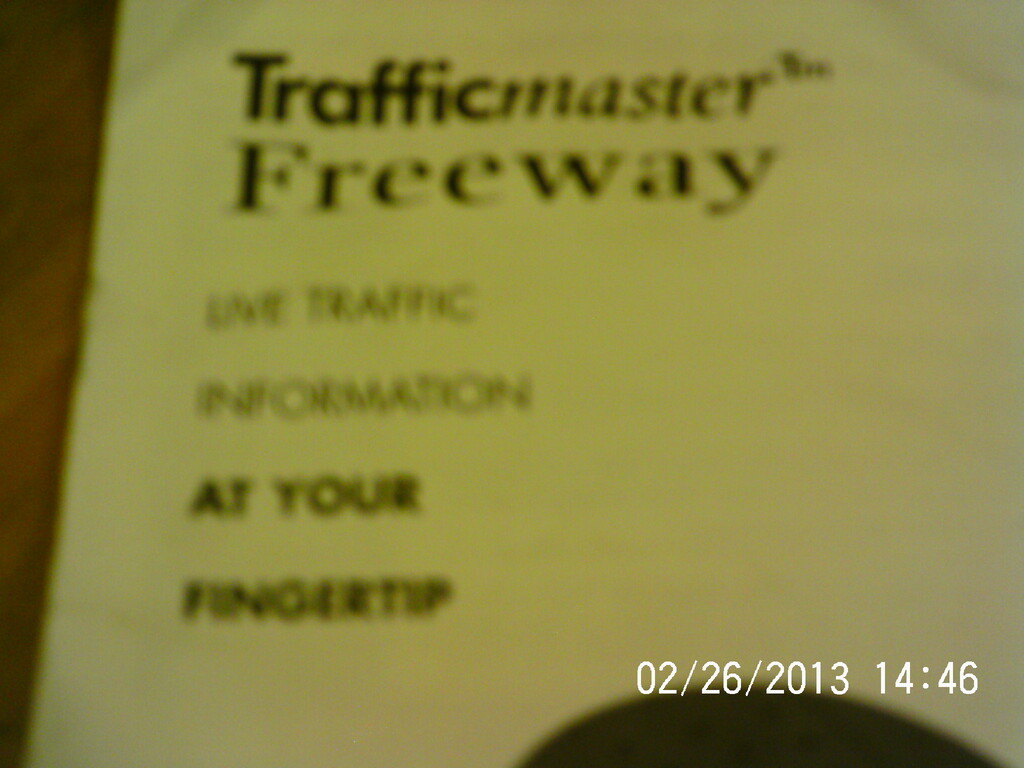 Trafficmaster™
Freeway
LIVE TRAFFIC
INFORMATION
AT YOUR
FINGERTIP
02/26/2013 14:46